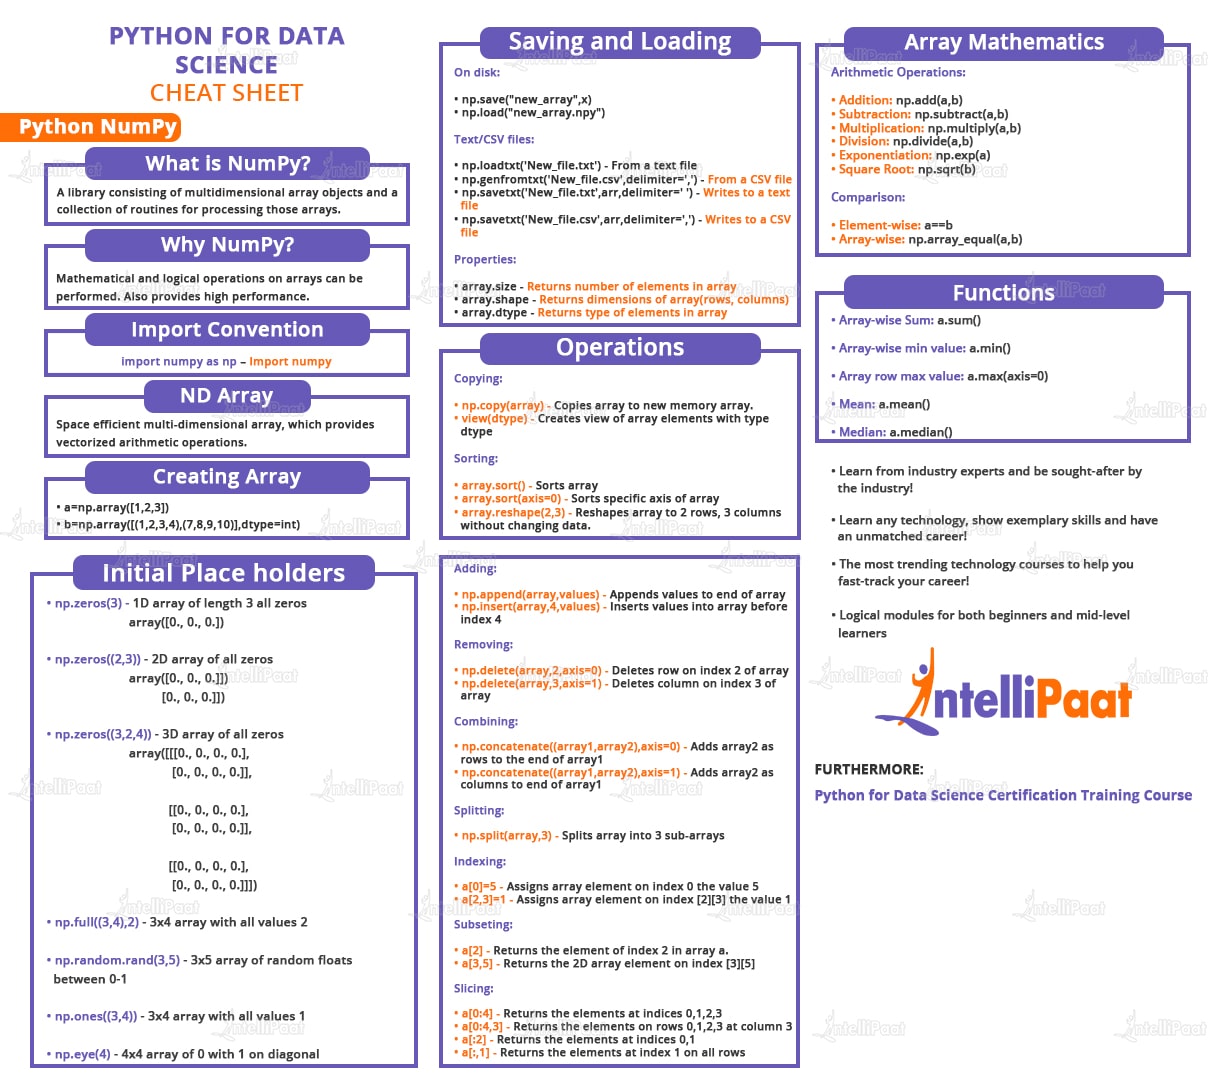 PYTHON FOR DATA
SCIENCE
CHEAT SHEET
Python NumPy
What is NumPy?
A library consisting of multidimensional array objects and a
collection of routines for processing those arrays.
Why NumPy?
Mathematical and logical operations on arrays can be
performed. Also provides high performance.
Import Convention
import numpy as np – Import numpy
ND Array
Space efficient multi-dimensional array, which provides
vectorized arithmetic operations.
Creating Array
• a=np.array([1,2,3])
• b=np.array([(1,2,3,4),(7,8,9,10)],dtype=int)
Initial Place holders
• np.zeros(3) - 1D array of length 3 all zeros
array([0., 0., 0.])
• np.zeros((2,3)) - 2D array of all zeros
array([0., 0., 0.]])
[0., 0., 0.]])
• np.zeros((3,2,4)) - 3D array of all zeros
array([[[0., 0., 0., 0.],
[0., 0., 0., 0.]],
[[0., 0., 0., 0.],
[0., 0., 0., 0.]],
[[0., 0., 0., 0.],
[0., 0., 0., 0.]]])
• np.full((3,4),2) - 3x4 array with all values 2
• np.random.rand(3,5) - 3x5 array of random floats
between 0-1
• np.ones((3,4)) - 3x4 array with all values 1
• np.eye(4) - 4x4 array of 0 with 1 on diagonal
Saving and Loading
On disk:
• np.save("new_array",x)
• np.load("new_array.npy")
Text/CSV files:
• np.loadtxt('New_file.txt') - From a text file
• np.genfromtxt('New_file.csv',delimiter=',') - From a CSV file
• np.savetxt('New_file.txt',arr,delimiter=' ') - Writes to a text
file
• np.savetxt('New_file.csv',arr,delimiter=',') - Writes to a CSV
file
Properties:
• array.size - Returns number of elements in array
• array.shape - Returns dimensions of array(rows, columns)
• array.dtype - Returns type of elements in array
Operations
Copying:
• np.copy(array) - Copies array to new memory array.
• view(dtype) - Creates view of array elements with type
dtype
Sorting:
• array.sort() - Sorts array
• array.sort(axis=0) - Sorts specific axis of array
• array.reshape(2,3) - Reshapes array to 2 rows, 3 columns
without changing data.
Adding:
• np.append(array,values) - Appends values to end of array
• np.insert(array,4,values) - Inserts values into array before
index 4
Removing:
• np.delete(array,2,axis=0) - Deletes row on index 2 of array
• np.delete(array,3,axis=1) - Deletes column on index 3 of
array
Combining:
• np.concatenate((array1,array2),axis=0) - Adds array2 as
rows to the end of array1
• np.concatenate((array1,array2),axis=1) - Adds array2 as
columns to end of array1
Splitting:
• np.split(array,3) - Splits array into 3 sub-arrays
Indexing:
• a[0]=5 - Assigns array element on index 0 the value 5
• a[2,3]=1 - Assigns array element on index [2][3] the value 1
Subseting:
• a[2] - Returns the element of index 2 in array a.
• a[3,5] - Returns the 2D array element on index [3][5]
Slicing:
• a[0:4] - Returns the elements at indices 0,1,2,3
• a[0:4,3] - Returns the elements on rows 0,1,2,3 at column 3
• a[:2] - Returns the elements at indices 0,1
• a[:,1] - Returns the elements at index 1 on all rows
Array Mathematics
Arithmetic Operations:
• Addition: np.add(a,b)
• Subtraction: np.subtract(a,b)
• Multiplication: np.multiply(a,b)
• Division: np.divide(a,b)
• Exponentiation: np.exp(a)
• Square Root: np.sqrt(b)
Comparison:
• Element-wise: a==b
• Array-wise: np.array_equal(a,b)
Functions
• Array-wise Sum: a.sum()
• Array-wise min value: a.min()
• Array row max value: a.max(axis=0)
• Mean: a.mean()
• Median: a.median()
• Learn from industry experts and be sought-after by
the industry!
• Learn any technology, show exemplary skills and have
an unmatched career!
• The most trending technology courses to help you
fast-track your career!
• Logical modules for both beginners and mid-level
learners
IntelliPaat
FURTHERMORE:
Python for Data Science Certification Training Course